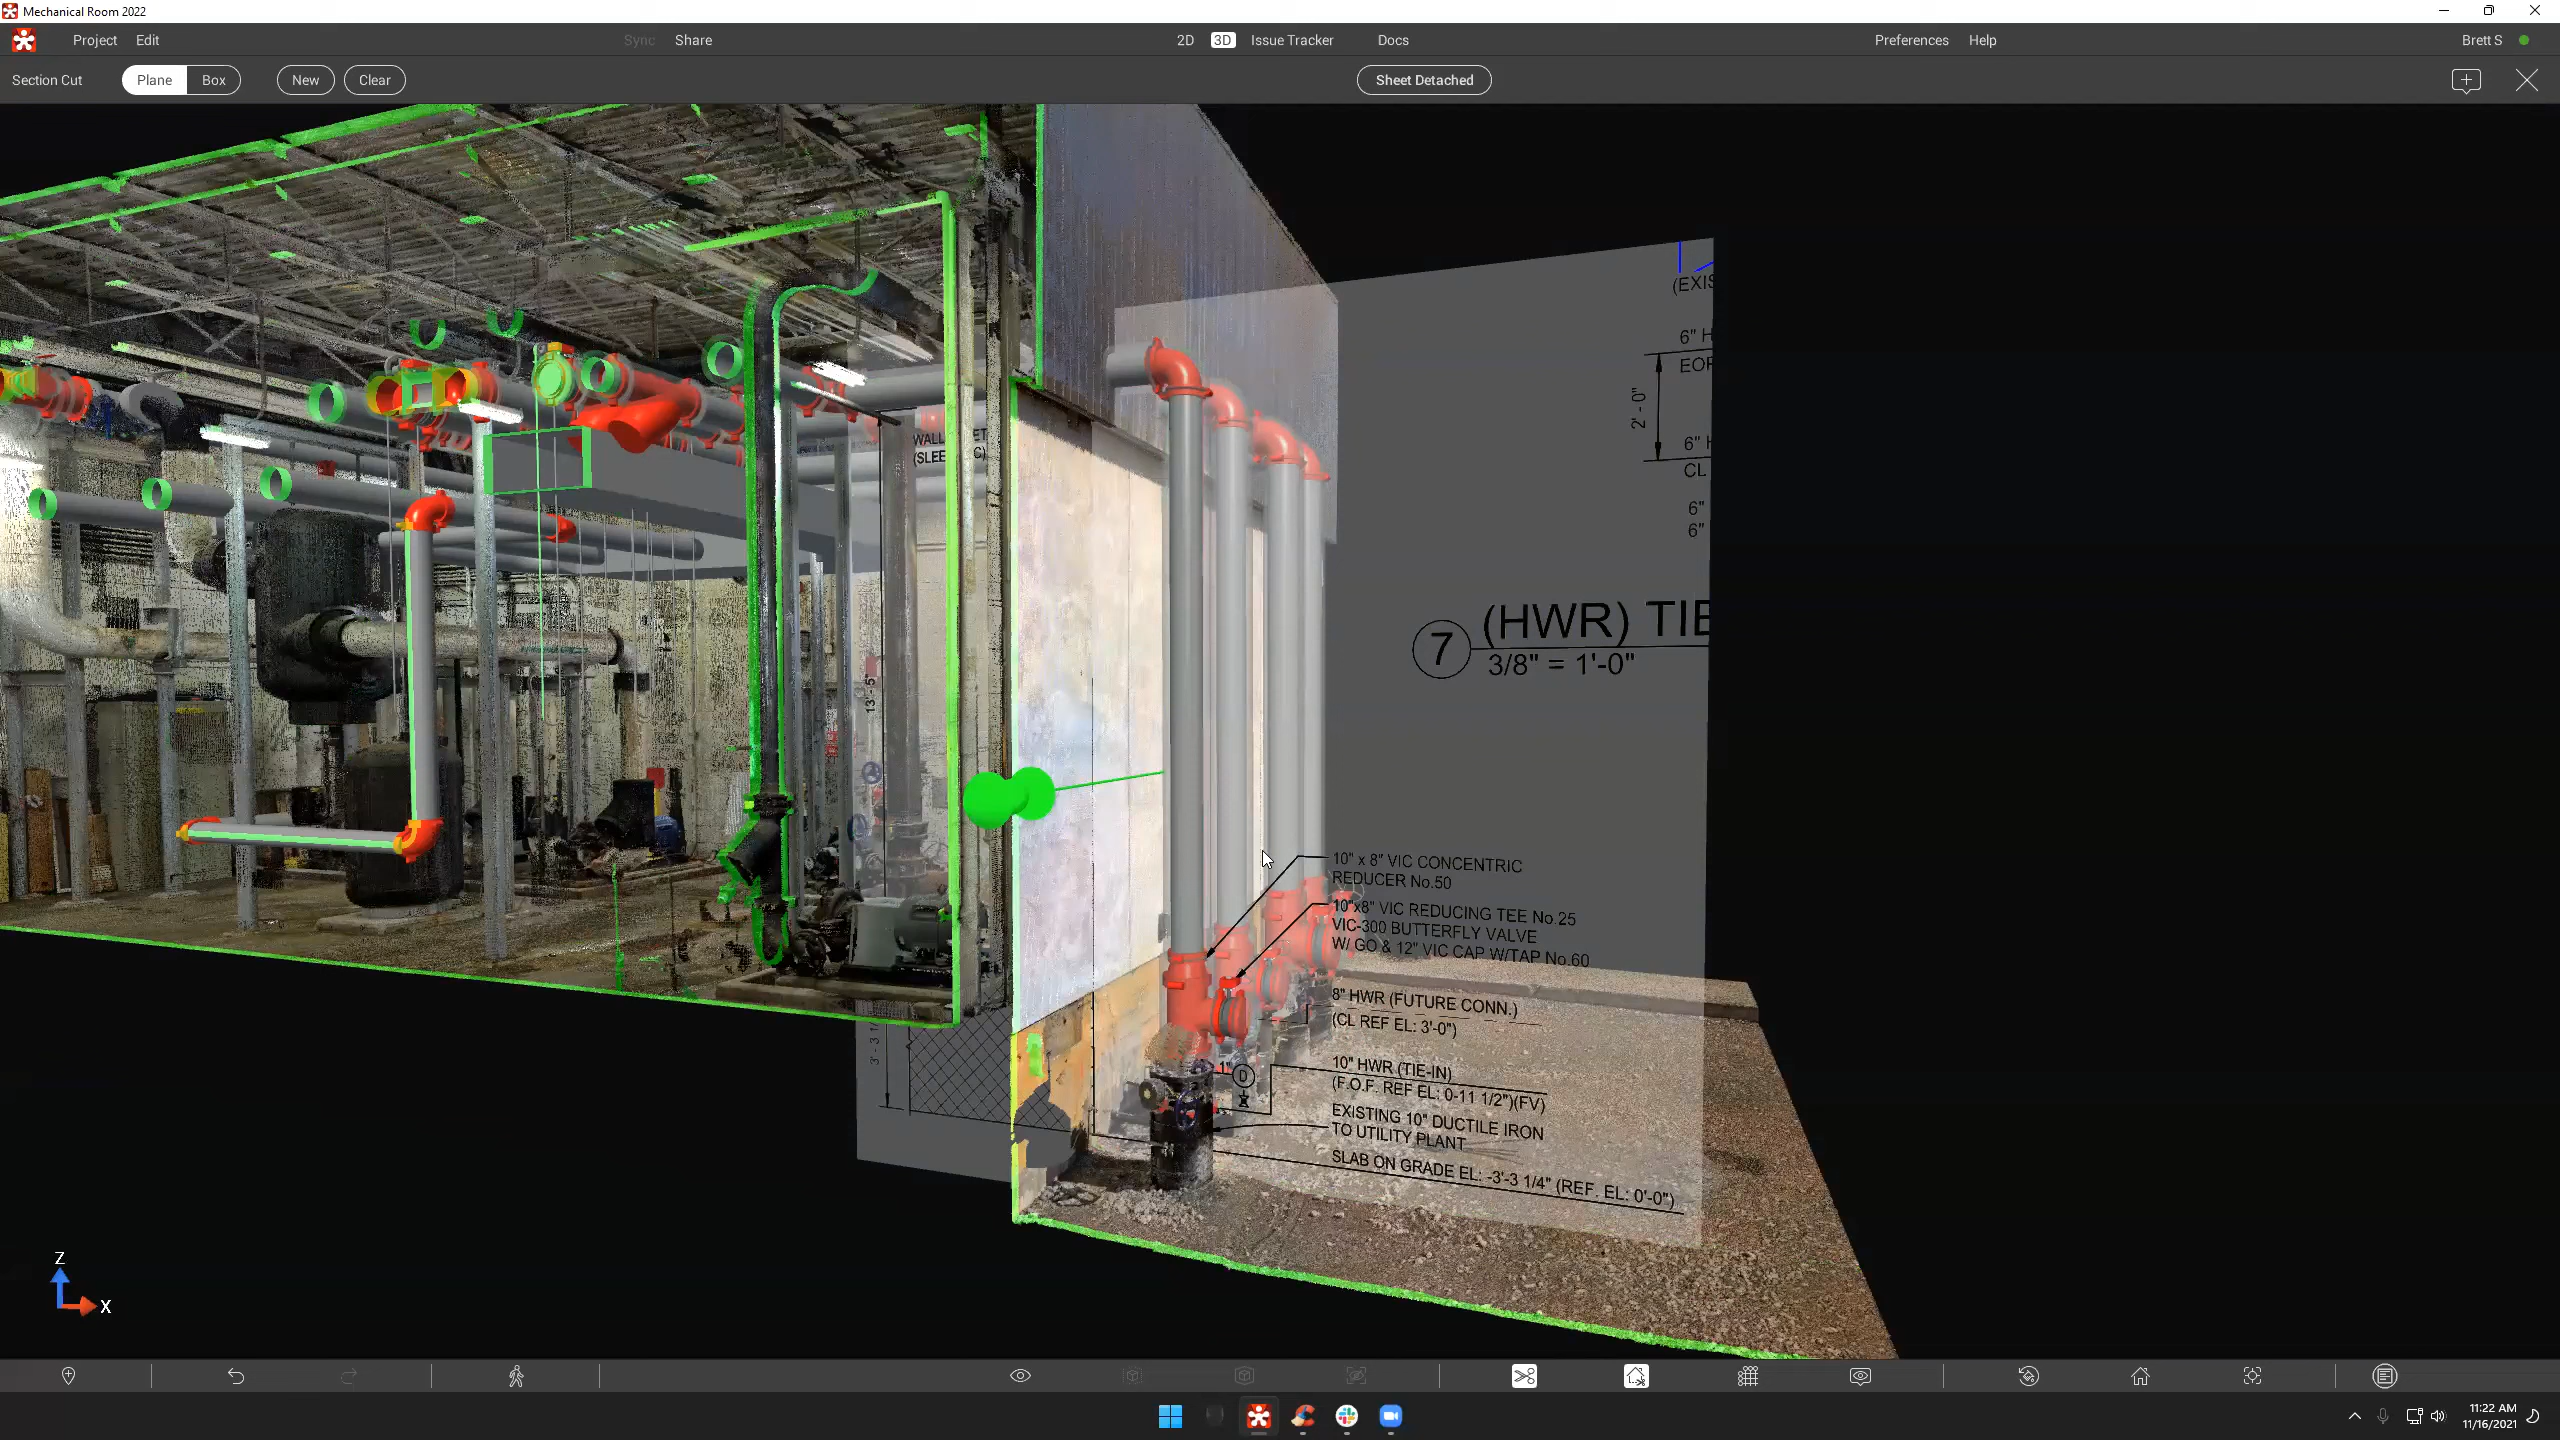 Mechanical Room 2022
Project Edit Sync Share 2D 3D Issue Tracker Docs Preferences Help Brett S
Section Cut Plane Box New Clear Sheet Detached
(EXIS
6" H
EOF
2' - 0"
6" H
CL
6"
6"
7 (HWR) TIE
3/8" = 1'-0"
13' - 5"
10" x 8" VIC CONCENTRIC
REDUCER No.50
10"x8" VIC REDUCING TEE No.25
VIC-300 BUTTERFLY VALVE
W/ GO & 12" VIC CAP W/TAP No.60
8" HWR (FUTURE CONN.)
(CL REF EL: 3'-0")
1"
D
10" HWR (TIE-IN)
(F.O.F. REF EL: 0-11 1/2")(FV)
EXISTING 10" DUCTILE IRON
TO UTILITY PLANT
SLAB ON GRADE EL: -3'-3 1/4" (REF. EL: 0'-0")
Z
X
11:22 AM
11/16/2021